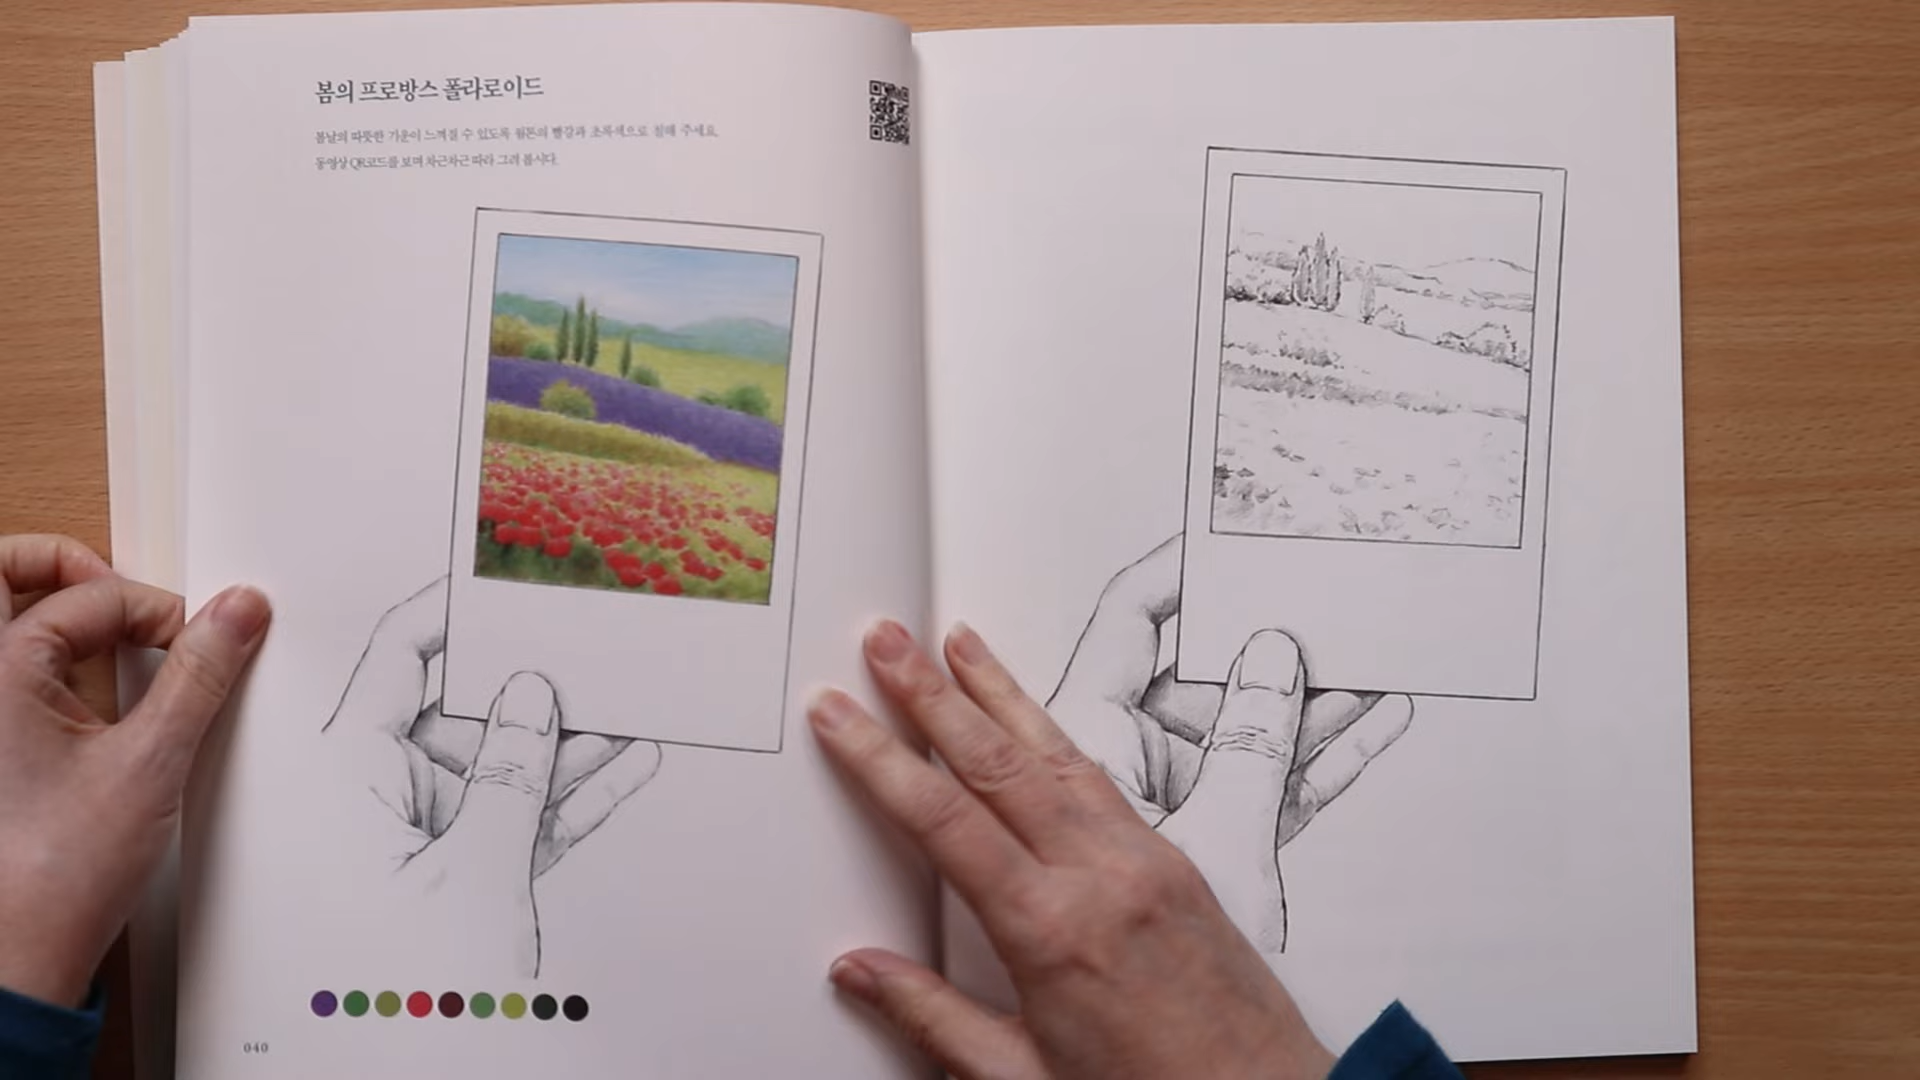 봄의 프로방스 폴라로이드
봄날의 따뜻한 기운이 느껴질 수 있도록 웜톤의 빨강과 초록색으로 칠해 주세요.
동영상 QR코드를 보며 차근차근 따라 그려 봅시다.
040